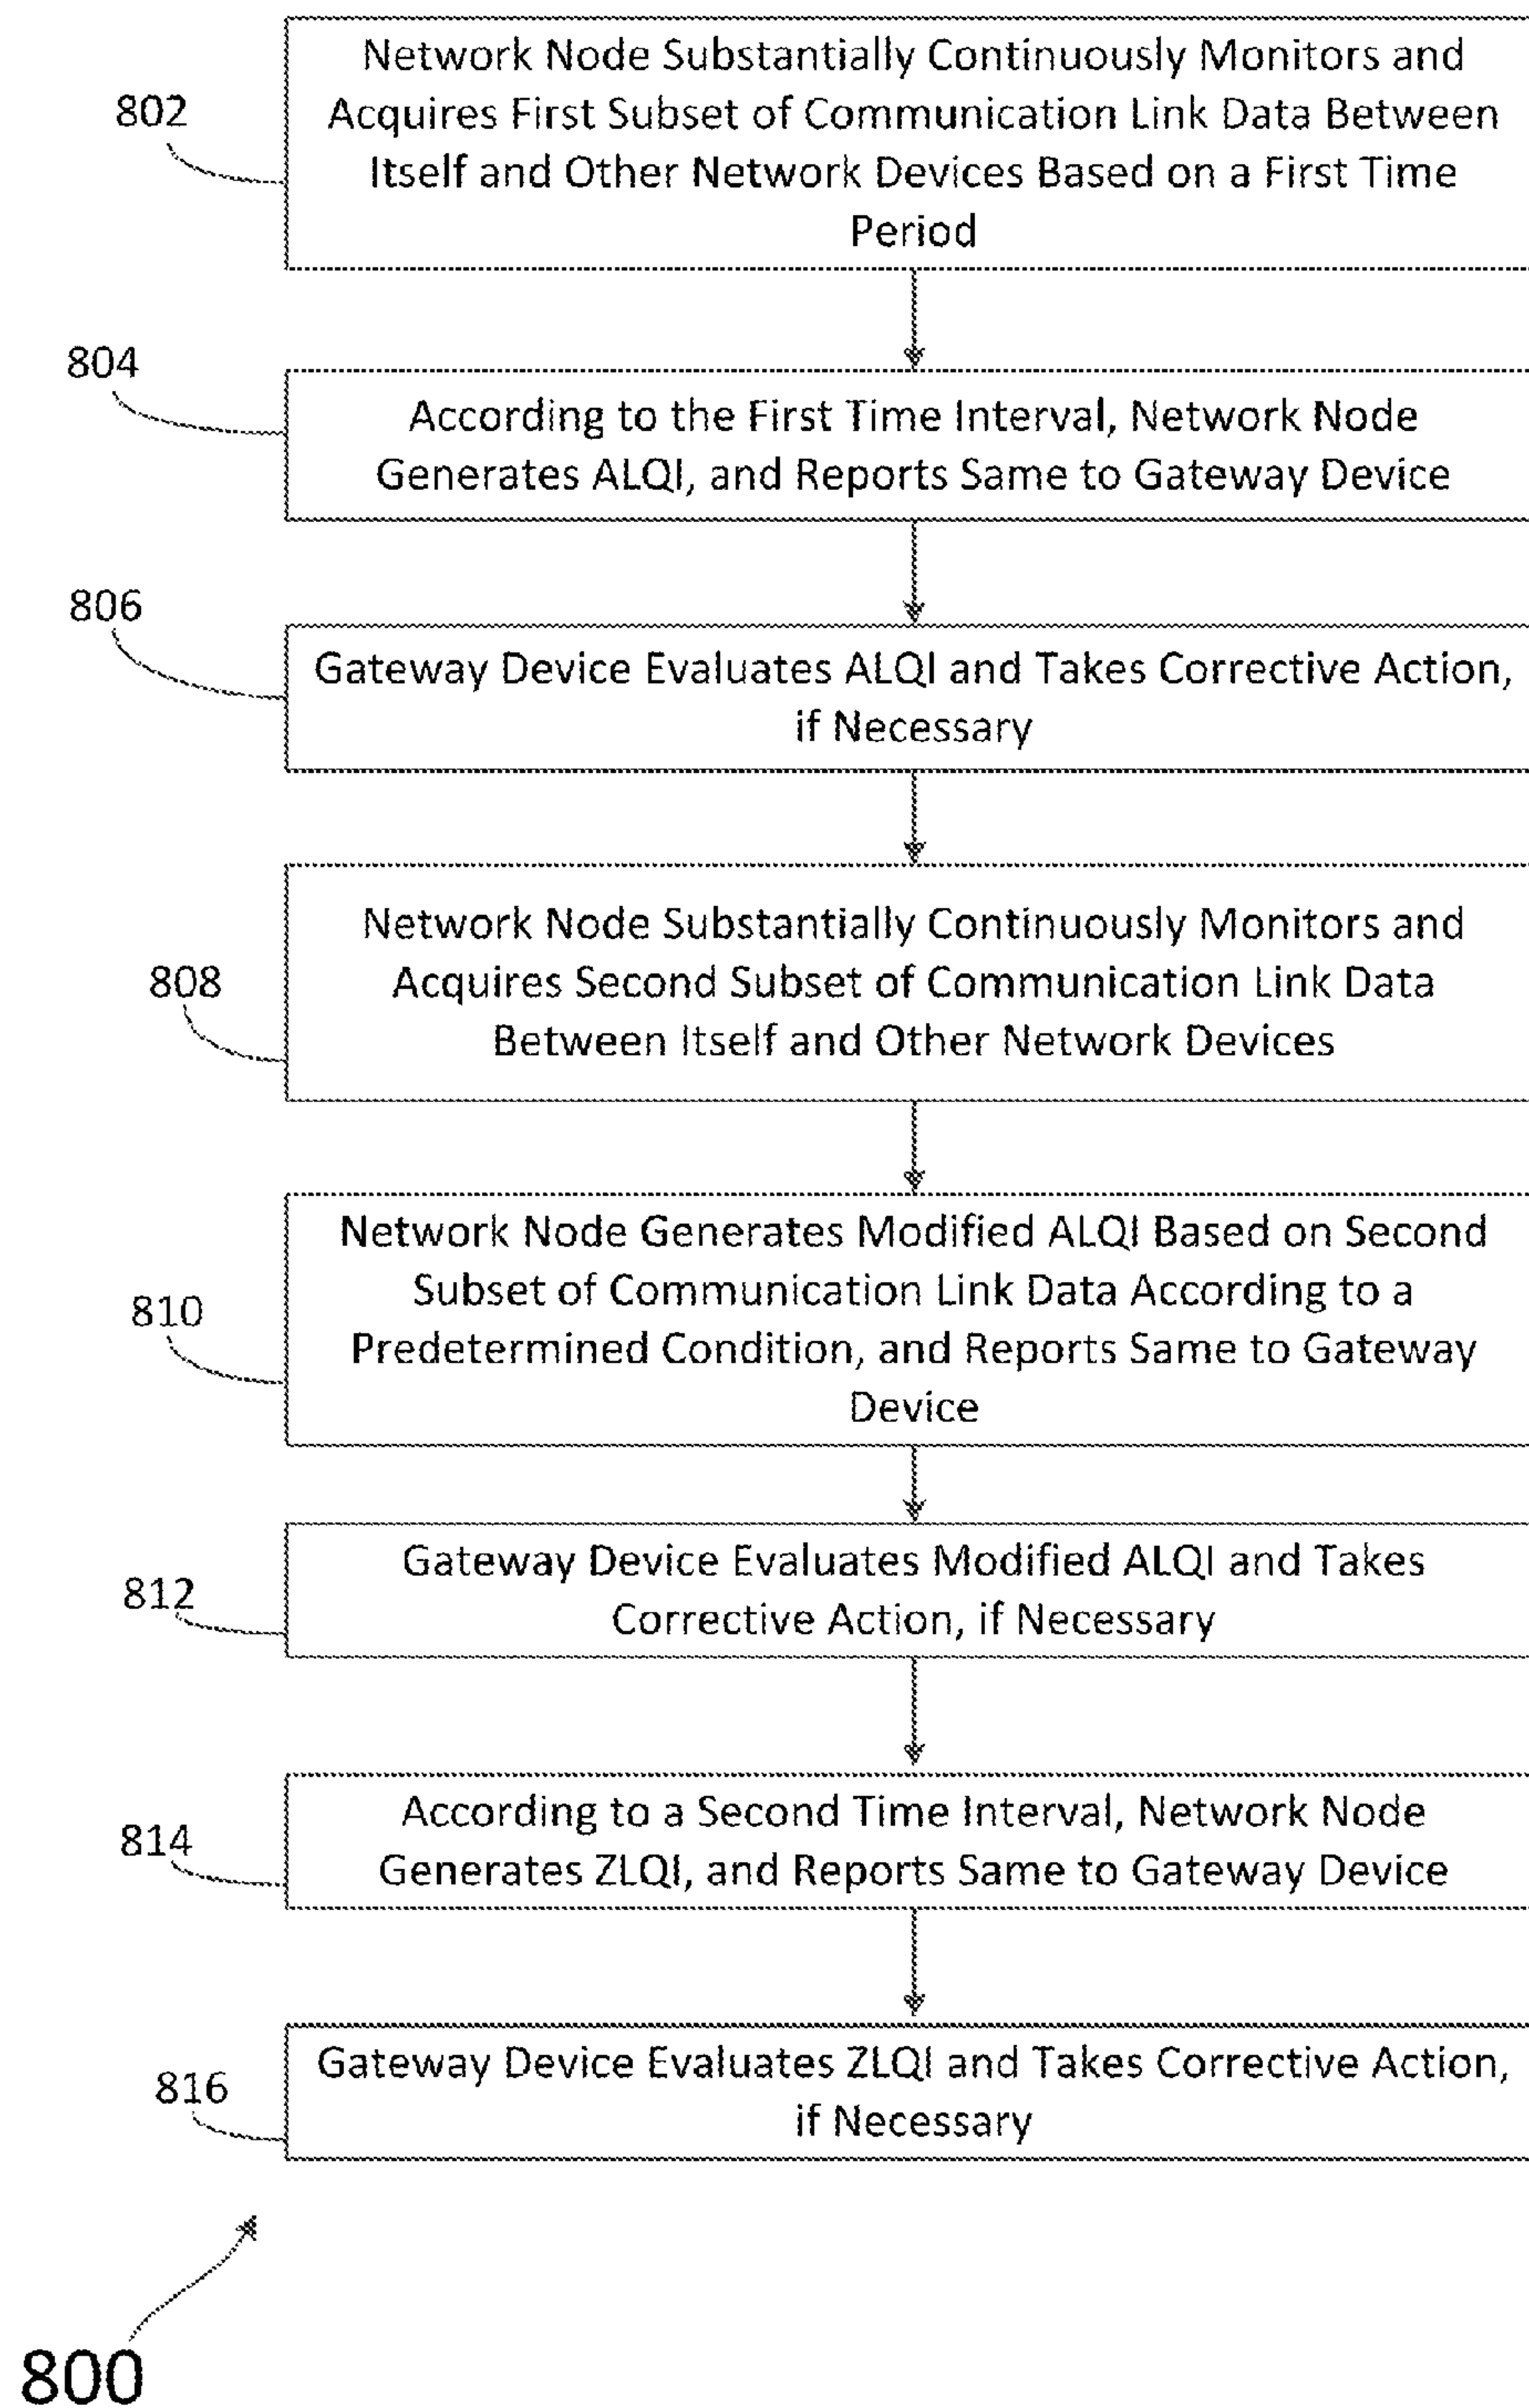 Network Node Substantially Continuously Monitors and
802
Acquires First Subset of Communication Link Data Between
Itself and Other Network Devices Based on a First Time
Period
804
According to the First Time Interval, Network Node
Generates ALQI, and Reports Same to Gateway Device
806
Gateway Device Evaluates ALQI and Takes Corrective Action,
if Necessary
Network Node Substantially Continuously Monitors and
808
Acquires Second Subset of Communication Link Data
Between Itself and Other Network Devices
Network Node Generates Modified ALQI Based on Second
Subset of Communication Link Data According to a
810
Predetermined Condition, and Reports Same to Gateway
Device
Gateway Device Evaluates Modified ALQI and Takes
812
Corrective Action, if Necessary
According to a Second Time Interval, Network Node
814
Generates ZLQI, and Reports Same to Gateway Device
Gateway Device Evaluates ZLQI and Takes Corrective Action,
816
if Necessary
800